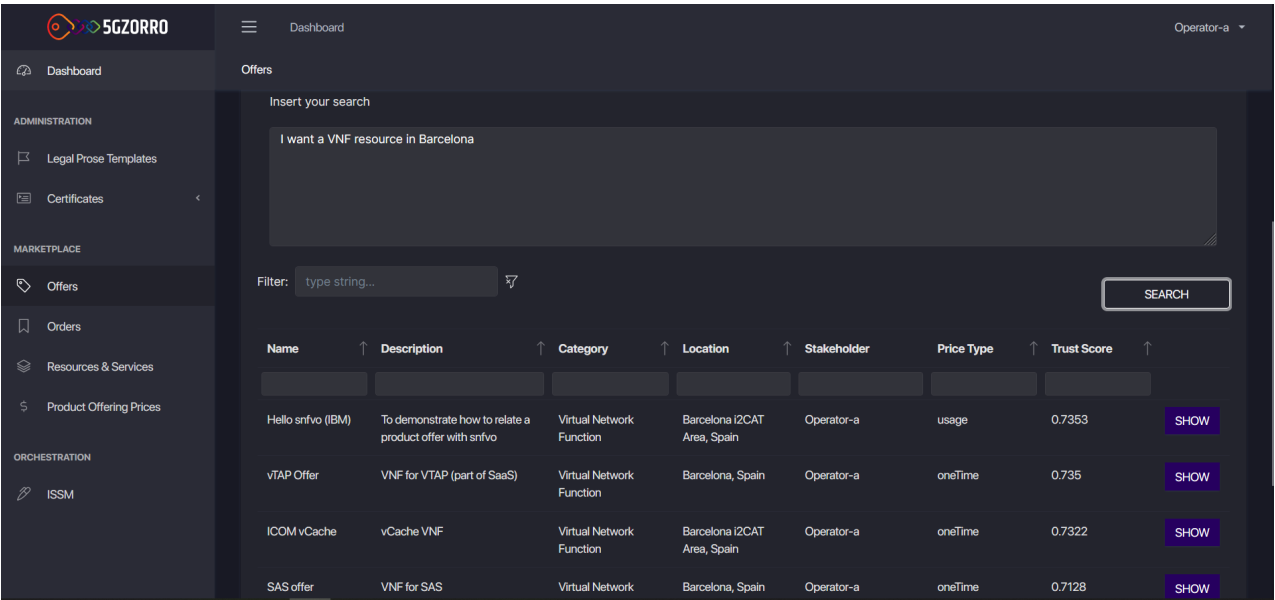 5GZORRO
Dashboard
Operator-a
Dashboard
Offers
ADMINISTRATION
Legal Prose Templates
Certificates
MARKETPLACE
Offers
Orders
Resources & Services
Product Offering Prices
ORCHESTRATION
ISSM
Insert your search
I want a VNF resource in Barcelona
Filter: type string...
SEARCH
Name Description Category Location Stakeholder Price Type Trust Score
Hello snfvo (IBM) To demonstrate how to relate a Virtual Network Barcelona i2CAT Operator-a usage 0.7353 SHOW
product offer with snfvo Function Area, Spain
vTAP Offer VNF for VTAP (part of SaaS) Virtual Network Barcelona, Spain Operator-a oneTime 0.735 SHOW
Function
ICOM vCache vCache VNF Virtual Network Barcelona i2CAT Operator-a oneTime 0.7322 SHOW
Function Area, Spain
SAS offer VNF for SAS Virtual Network Barcelona, Spain Operator-a oneTime 0.7128 SHOW